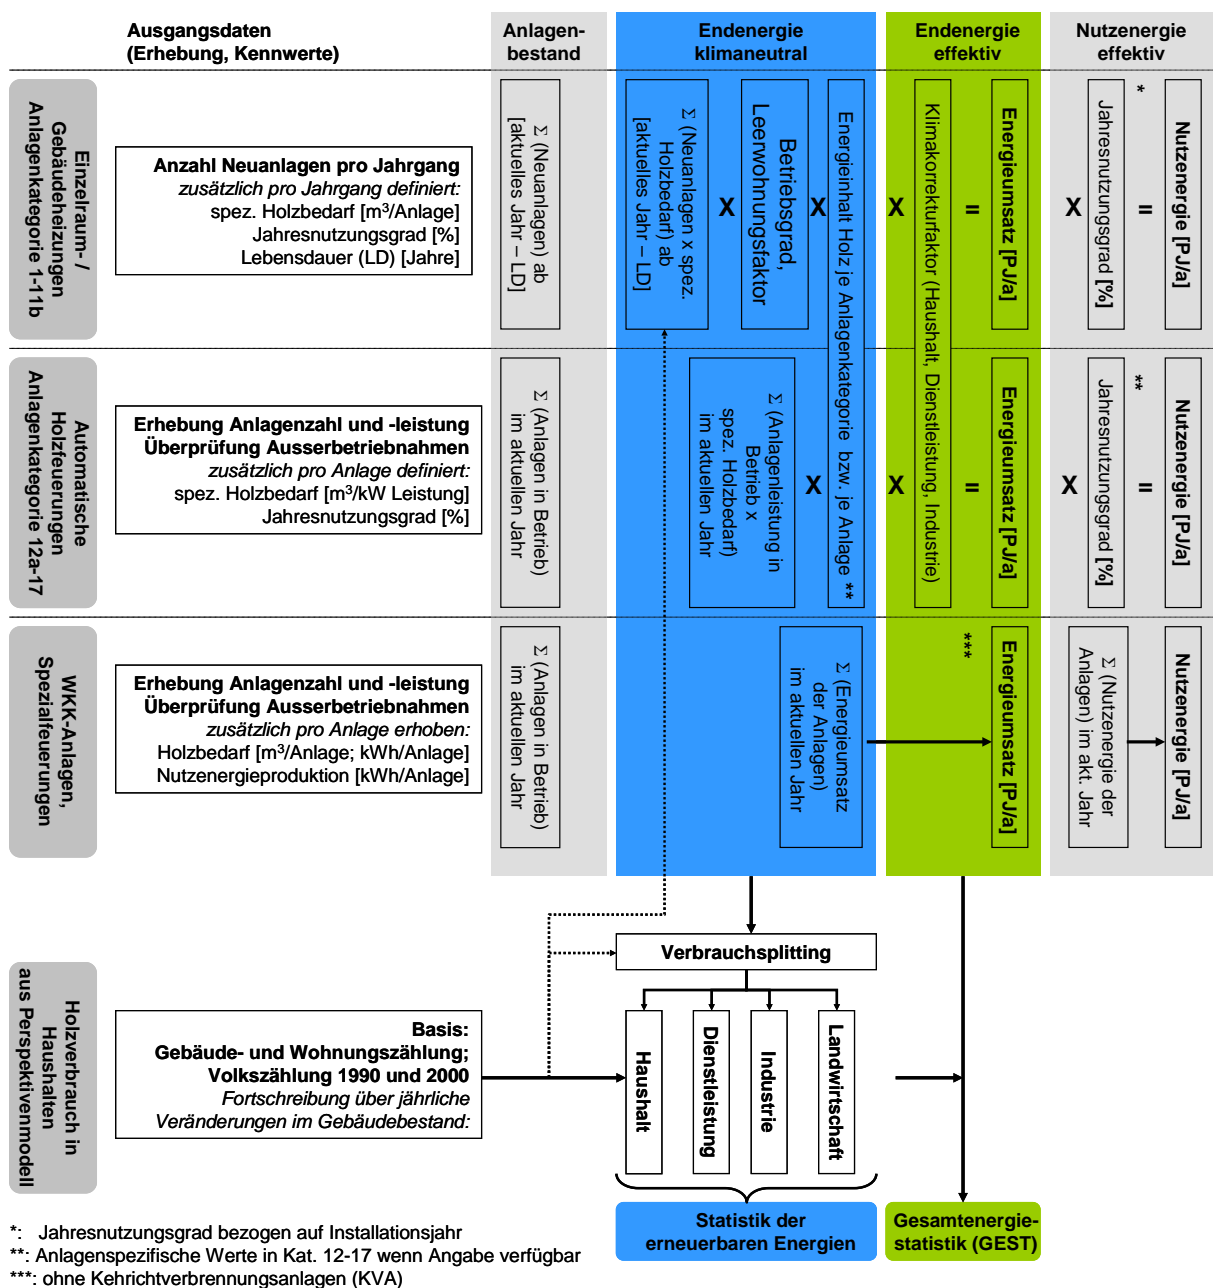 Ausgangsdaten
(Erhebung, Kennwerte)
Anlagen-
bestand
Endenergie
klimaneutral
Endenergie
effektiv
Nutzenergie
effektiv
Einzelraum- /
Gebäudeheizungen
Anlagenkategorie 1-11b
Anzahl Neuanlagen pro Jahrgang
zusätzlich pro Jahrgang definiert:
spez. Holzbedarf [m³/Anlage]
Jahresnutzungsgrad [%]
Lebensdauer (LD) [Jahre]
Σ (Neuanlagen) ab
[aktuelles Jahr – LD]
Σ (Neuanlagen x spez.
Holzbedarf) ab
[aktuelles Jahr – LD]
X
Betriebsgrad,
Leerwohnungsfaktor
X
Energieinhalt Holz je Anlagenkategorie bzw. je Anlage **
X
Klimakorrekturfaktor (Haushalt, Dienstleistung, Industrie)
=
Energieumsatz [PJ/a]
X
*
Jahresnutzungsgrad [%]
=
Nutzenergie [PJ/a]
Automatische
Holzfeuerungen
Anlagenkategorie 12a-17
Erhebung Anlagenzahl und -leistung
Überprüfung Ausserbetriebnahmen
zusätzlich pro Anlage definiert:
spez. Holzbedarf [m³/kW Leistung]
Jahresnutzungsgrad [%]
Σ (Anlagen in Betrieb)
im aktuellen Jahr
Σ (Anlagenleistung in
Betrieb x
spez. Holzbedarf)
im aktuellen Jahr
X
X
=
Energieumsatz [PJ/a]
X
**
Jahresnutzungsgrad [%]
=
Nutzenergie [PJ/a]
WKK-Anlagen,
Spezialfeuerungen
Erhebung Anlagenzahl und -leistung
Überprüfung Ausserbetriebnahmen
zusätzlich pro Anlage erhoben:
Holzbedarf [m³/Anlage; kWh/Anlage]
Nutzenergieproduktion [kWh/Anlage]
Σ (Anlagen in Betrieb)
im aktuellen Jahr
Σ (Energieumsatz
der Anlagen)
im aktuellen Jahr
***
Energieumsatz [PJ/a]
Σ (Nutzenergie der
Anlagen) im akt. Jahr
Nutzenergie [PJ/a]
Verbrauchsplitting
Holzverbrauch in
Haushalten
aus Perspektivenmodell
Basis:
Gebäude- und Wohnungszählung;
Volkszählung 1990 und 2000
Fortschreibung über jährliche
Veränderungen im Gebäudebestand:
Haushalt
Dienstleistung
Industrie
Landwirtschaft
Statistik der
erneuerbaren Energien
Gesamtenergie-
statistik (GEST)
*: Jahresnutzungsgrad bezogen auf Installationsjahr
**: Anlagenspezifische Werte in Kat. 12-17 wenn Angabe verfügbar
***: ohne Kehrichtverbrennungsanlagen (KVA)